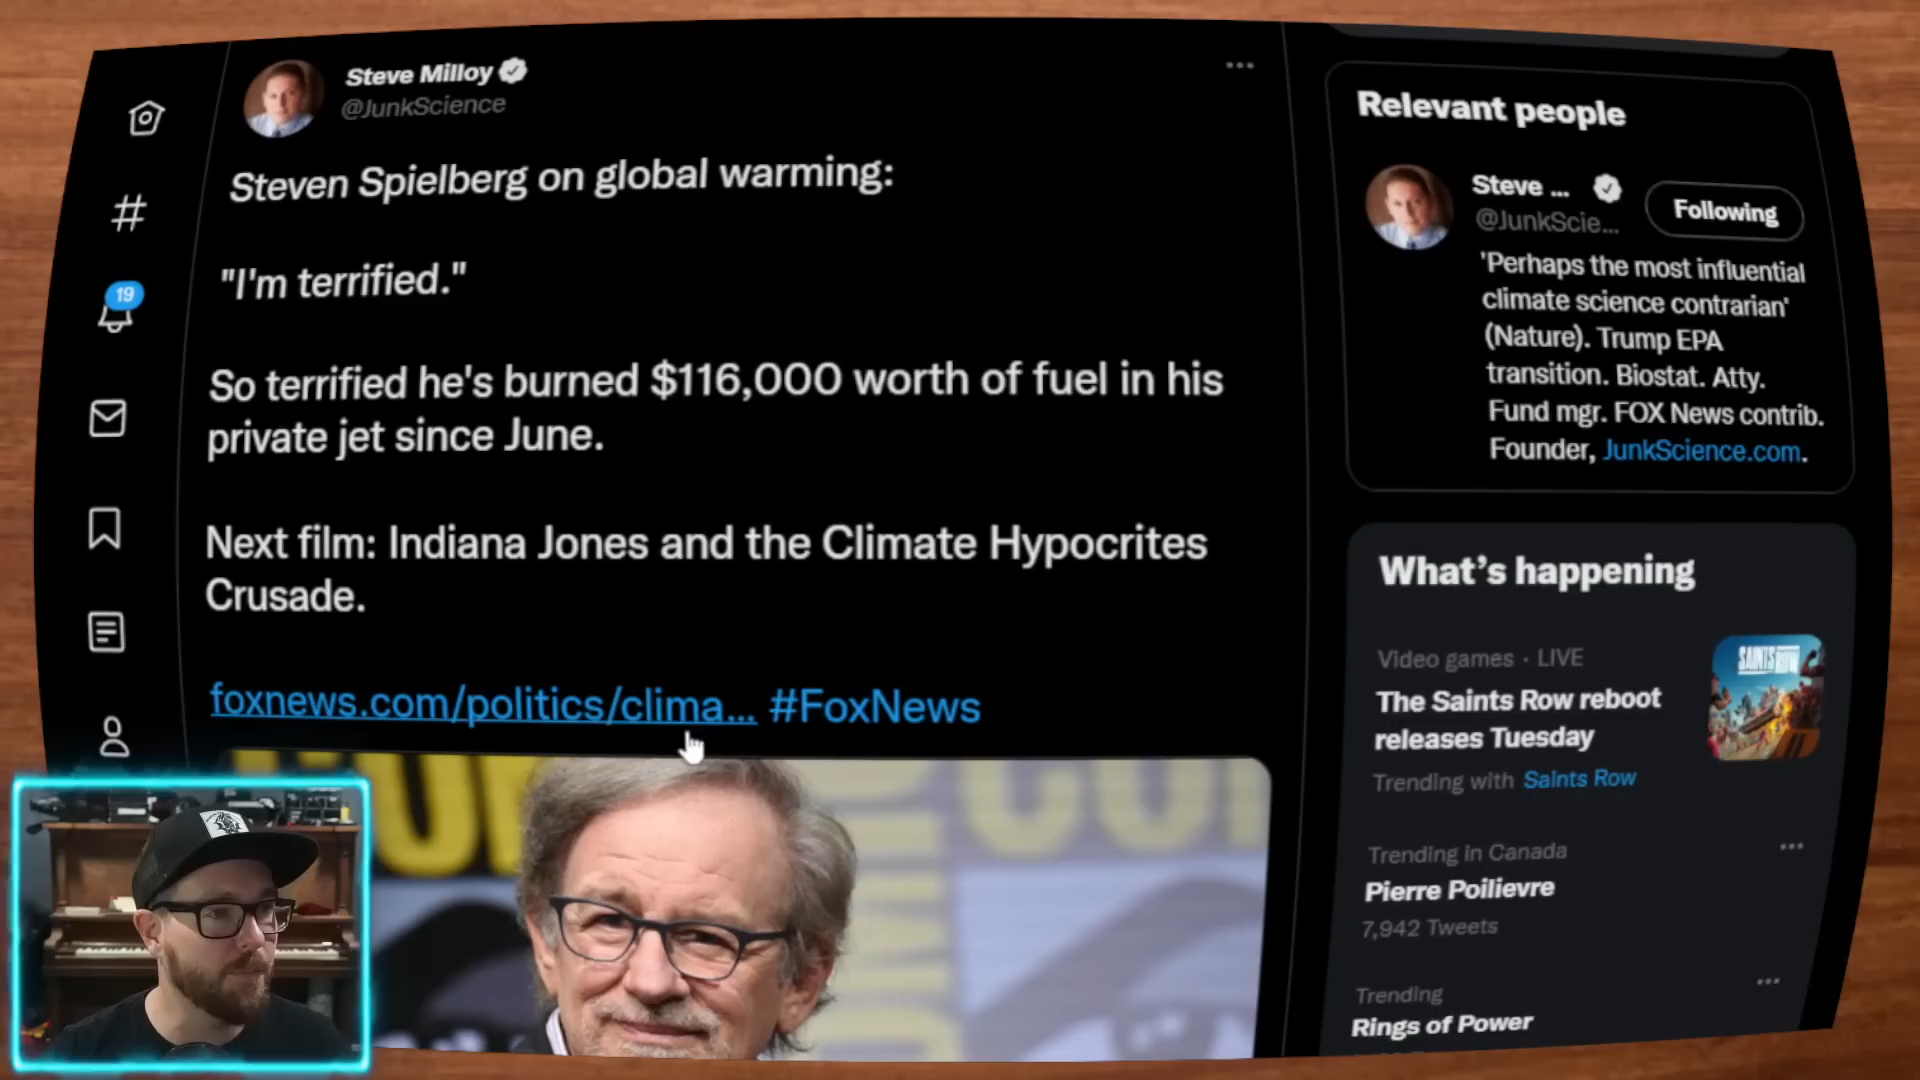 Steve Milloy
@JunkScience
Steven Spielberg on global warming:
"I'm terrified."
So terrified he's burned $116,000 worth of fuel in his
private jet since June.
Next film: Indiana Jones and the Climate Hypocrites
Crusade.
foxnews.com/politics/clima... #FoxNews
19
Relevant people
Steve ...
@JunkScie...
Following
'Perhaps the most influential
climate science contrarian'
(Nature). Trump EPA
transition. Biostat. Atty.
Fund mgr. FOX News contrib.
Founder, JunkScience.com.
What's happening
Video games · LIVE
The Saints Row reboot
releases Tuesday
Trending with Saints Row
SAINTS ROW
Trending in Canada
Pierre Poilievre
7,942 Tweets
Trending
Rings of Power